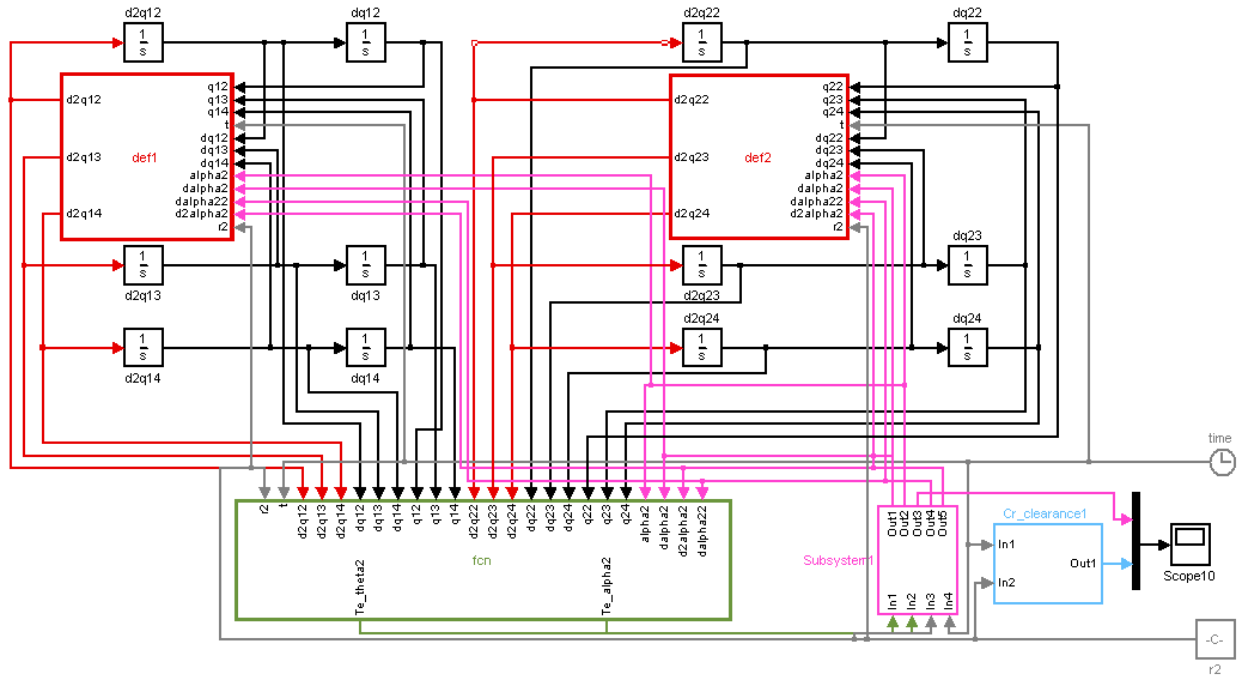 d2q12
dq12
d2q22
dq22
1
s
1
s
1
s
1
s
d2q12
d2q13
d2q14
def1
q12
q13
q14
t
dq12
dq13
dq14
alpha2
dalpha2
dalpha22
d2alpha2
r2
d2q22
d2q23
d2q24
def2
q22
q23
q24
t
dq22
dq23
dq24
alpha2
dalpha2
dalpha22
d2alpha2
r2
dq23
1
s
1
s
1
s
1
s
d2q13
dq13
d2q23
d2q24
dq24
1
s
1
s
1
s
1
s
d2q14
dq14
time
r2
t
d2q12
d2q13
d2q14
dq12
dq13
dq14
q12
q13
q14
d2q22
d2q23
d2q24
dq22
dq23
dq24
q22
q23
q24
alpha2
dalpha2
d2alpha2
dalpha22
fcn
Te_theta2
Te_alpha2
Out1
Out2
Out3
Out4
Out5
Subsystem1
In1
In2
In3
In4
Cr_clearance1
In1
In2
Out1
Scope10
-C-
r2